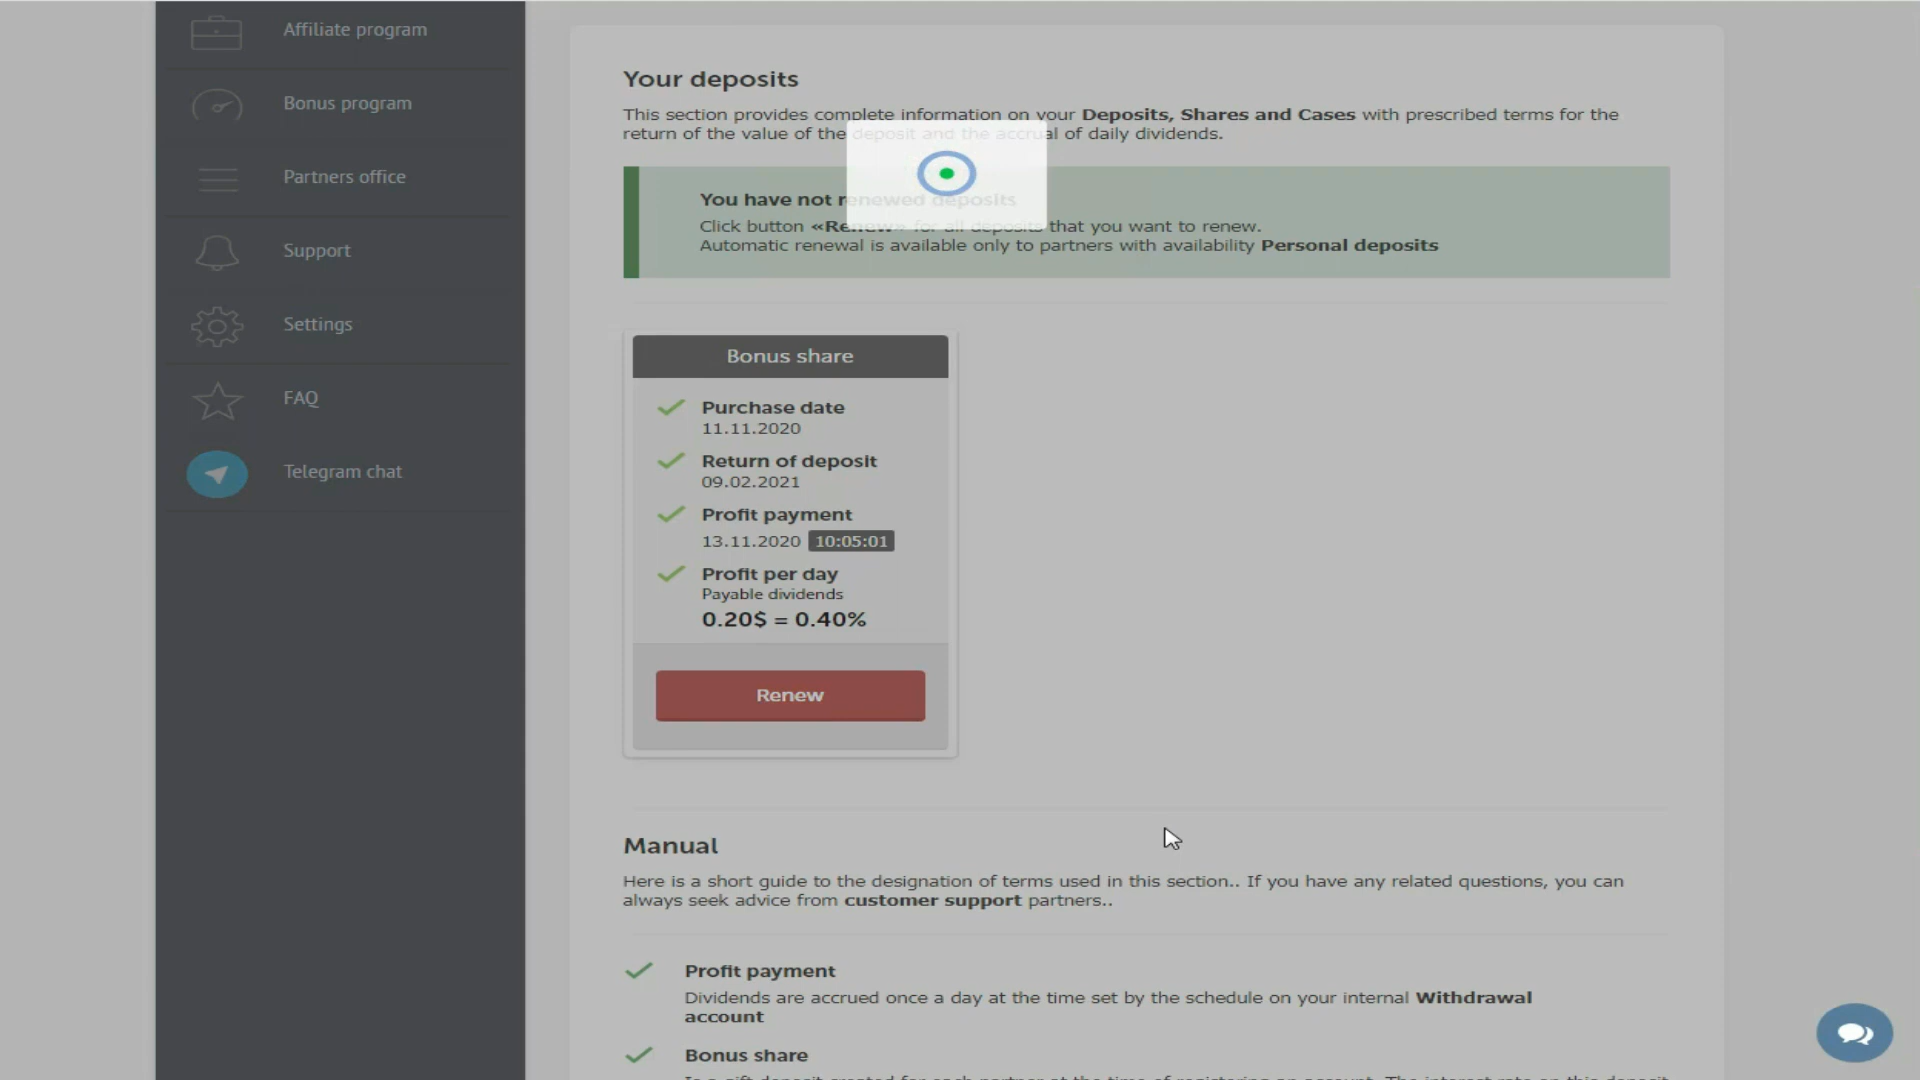 Affiliate program
Bonus program
Partners office
Support
Settings
FAQ
Telegram chat
Your deposits
This section provides complete information on your Deposits, Shares and Cases with prescribed terms for the
return of the value of the deposit and the accrual of daily dividends.
You have not renewed deposits
Click button «Renew» for all deposits that you want to renew.
Automatic renewal is available only to partners with availability Personal deposits
Bonus share
Purchase date
11.11.2020
Return of deposit
09.02.2021
Profit payment
13.11.2020 10:05:01
Profit per day
Payable dividends
0.20$ = 0.40%
Renew
Manual
Here is a short guide to the designation of terms used in this section.. If you have any related questions, you can
always seek advice from customer support partners..
Profit payment
Dividends are accrued once a day at the time set by the schedule on your internal Withdrawal
account
Bonus share